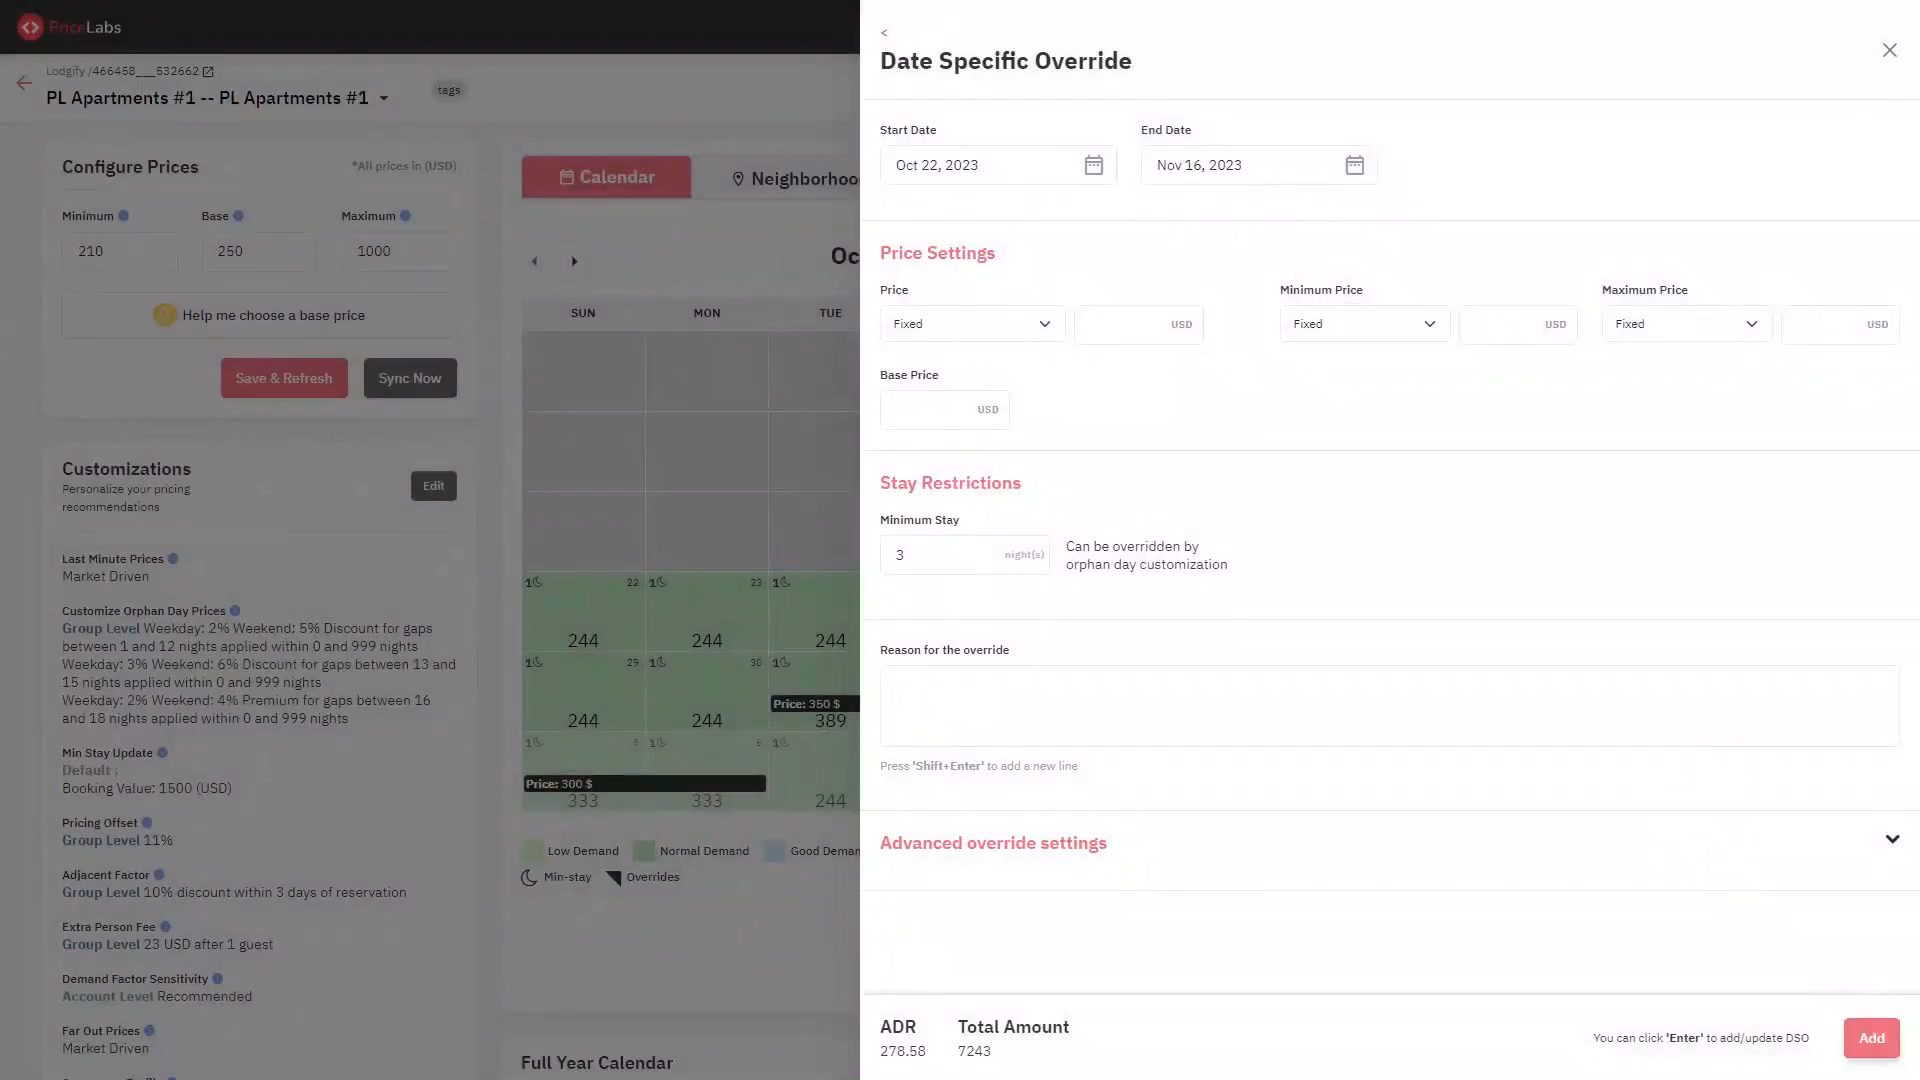 PriceLabs
Lodgify /466458___532662
PL Apartments #1 -- PL Apartments #1
tags
Configure Prices
*All prices in (USD)
Minimum
Base
Maximum
210
250
1000
Help me choose a base price
Save & Refresh
Sync Now
Customizations
Personalize your pricing
recommendations
Edit
Last Minute Prices
Market Driven
Customize Orphan Day Prices
Group Level Weekday: 2% Weekend: 5% Discount for gaps
between 1 and 12 nights applied within 0 and 999 nights
Weekday: 3% Weekend: 6% Discount for gaps between 13 and
15 nights applied within 0 and 999 nights
Weekday: 2% Weekend: 4% Premium for gaps between 16
and 18 nights applied within 0 and 999 nights
Min Stay Update
Default :
Booking Value: 1500 (USD)
Pricing Offset
Group Level 11%
Adjacent Factor
Group Level 10% discount within 3 days of reservation
Extra Person Fee
Group Level 23 USD after 1 guest
Demand Factor Sensitivity
Account Level Recommended
Far Out Prices
Market Driven
Calendar
Neighborhoo
Oc
SUN MON TUE
1 22 1 23 1
244 244 244
1 29 1 30 1
Price: 350 $
244 244 389
1 5 1 6 1
Price: 300 $
333 333 244
Low Demand Normal Demand Good Deman
Min-stay Overrides
Full Year Calendar
<
Date Specific Override
Start Date
End Date
Oct 22, 2023
Nov 16, 2023
Price Settings
Price
Minimum Price
Maximum Price
Fixed
USD
Fixed
USD
Fixed
USD
Base Price
USD
Stay Restrictions
Minimum Stay
3 night(s)
Can be overridden by
orphan day customization
Reason for the override
Press 'Shift+Enter' to add a new line
Advanced override settings
ADR
Total Amount
278.58
7243
You can click 'Enter' to add/update DSO
Add